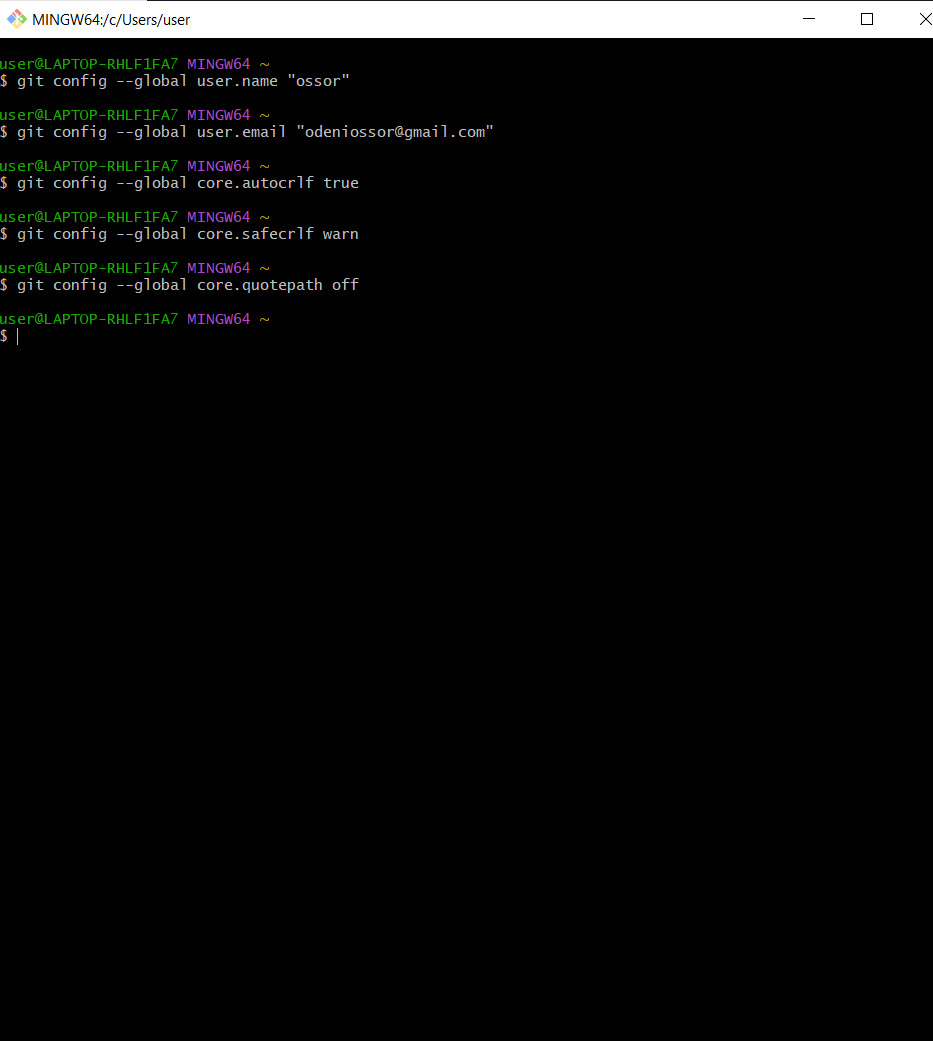 MINGW64:/c/Users/user
user@LAPTOP-RHLF1FA7 MINGW64 ~
$ git config --global user.name "ossor"
user@LAPTOP-RHLF1FA7 MINGW64 ~
$ git config --global user.email "odeniossor@gmail.com"
user@LAPTOP-RHLF1FA7 MINGW64 ~
$ git config --global core.autocrlf true
user@LAPTOP-RHLF1FA7 MINGW64 ~
$ git config --global core.safecrlf warn
user@LAPTOP-RHLF1FA7 MINGW64 ~
$ git config --global core.quotepath off
user@LAPTOP-RHLF1FA7 MINGW64 ~
$